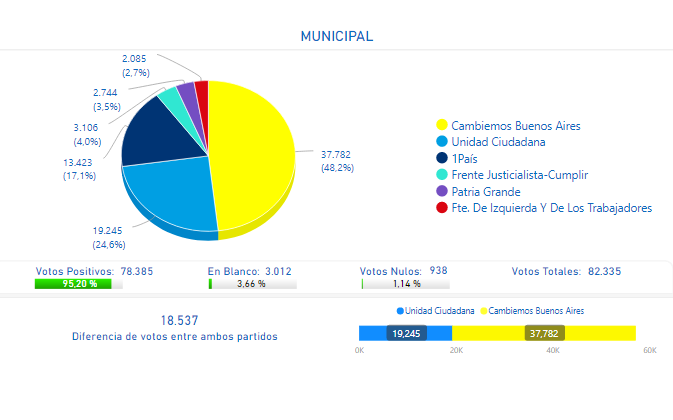 MUNICIPAL
2.085
(2,7%)
2.744
(3,5%)
3.106
(4,0%)
13.423
(17,1%)
19.245
(24,6%)
37.782
(48,2%)
Cambiemos Buenos Aires
Unidad Ciudadana
1País
Frente Justicialista-Cumplir
Patria Grande
Fte. De Izquierda Y De Los Trabajadores
Votos Positivos: 78.385
95,20 %
En Blanco: 3.012
3,66 %
Votos Nulos: 938
1,14 %
Votos Totales: 82.335
18.537
Diferencia de votos entre ambos partidos
Unidad Ciudadana Cambiemos Buenos Aires
19,245 37,782
0K 20K 40K 60K